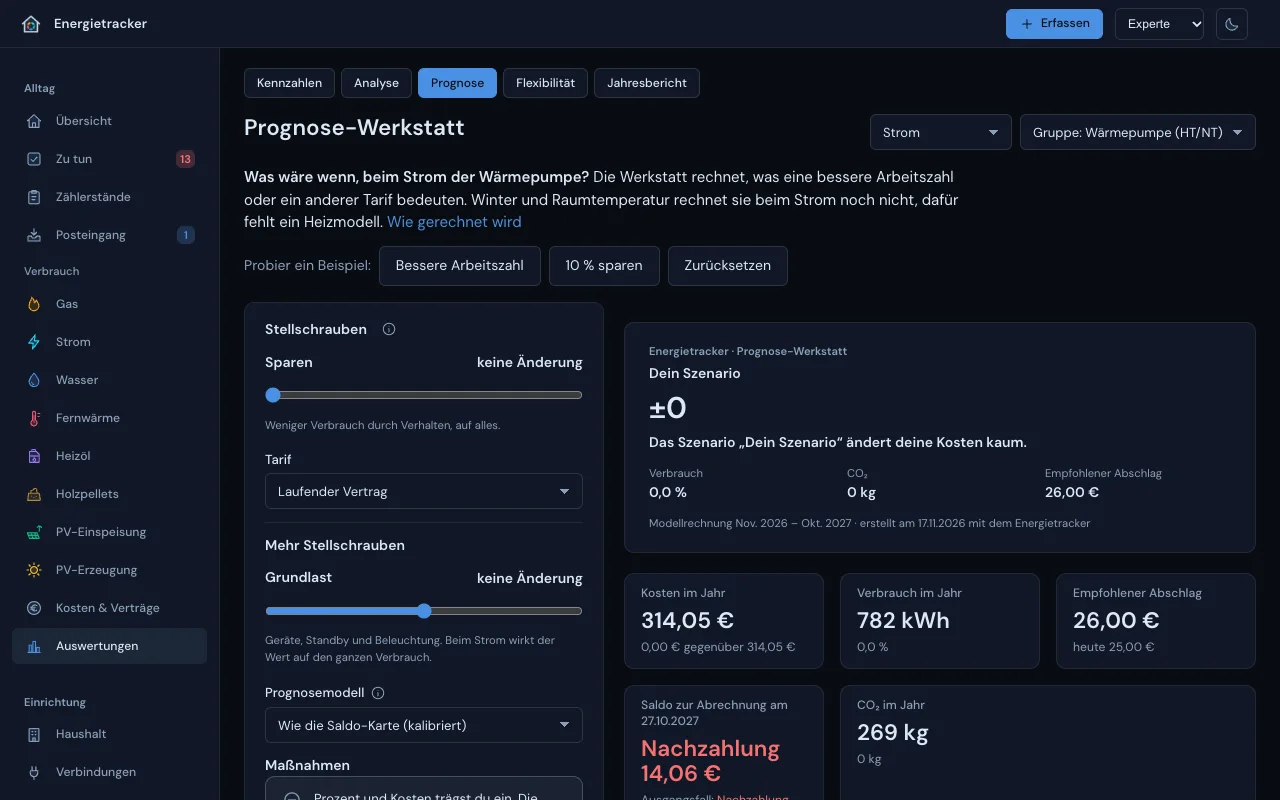 Energietracker
Erfassen
Experte
Alltag
Übersicht
Zu tun
13
Zählerstände
Posteingang
1
Verbrauch
Gas
Strom
Wasser
Fernwärme
Heizöl
Holzpellets
PV-Einspeisung
PV-Erzeugung
Kosten & Verträge
Auswertungen
Einrichtung
Haushalt
Verbindungen
Kennzahlen
Analyse
Prognose
Flexibilität
Jahresbericht
Prognose-Werkstatt
Strom
Gruppe: Wärmepumpe (HT/NT)
Was wäre wenn, beim Strom der Wärmepumpe? Die Werkstatt rechnet, was eine bessere Arbeitszahl
oder ein anderer Tarif bedeuten. Winter und Raumtemperatur rechnet sie beim Strom noch nicht, dafür
fehlt ein Heizmodell. Wie gerechnet wird
Probier ein Beispiel:
Bessere Arbeitszahl
10 % sparen
Zurücksetzen
Stellschrauben
Sparen
keine Änderung
Weniger Verbrauch durch Verhalten, auf alles.
Tarif
Laufender Vertrag
Mehr Stellschrauben
Grundlast
keine Änderung
Geräte, Standby und Beleuchtung. Beim Strom wirkt der
Wert auf den ganzen Verbrauch.
Prognosemodell
Wie die Saldo-Karte (kalibriert)
Maßnahmen
Prozent und Kosten trägst du ein. Die
Energietracker · Prognose-Werkstatt
Dein Szenario
±0
Das Szenario „Dein Szenario“ ändert deine Kosten kaum.
Verbrauch
0,0 %
CO₂
0 kg
Empfohlener Abschlag
26,00 €
Modellrechnung Nov. 2026 – Okt. 2027 · erstellt am 17.11.2026 mit dem Energietracker
Kosten im Jahr
314,05 €
0,00 € gegenüber 314,05 €
Verbrauch im Jahr
782 kWh
0,0 %
Empfohlener Abschlag
26,00 €
heute 25,00 €
Saldo zur Abrechnung am
27.10.2027
Nachzahlung
14,06 €
Ausgangsfall: Nachzahlung
CO₂ im Jahr
269 kg
0 kg